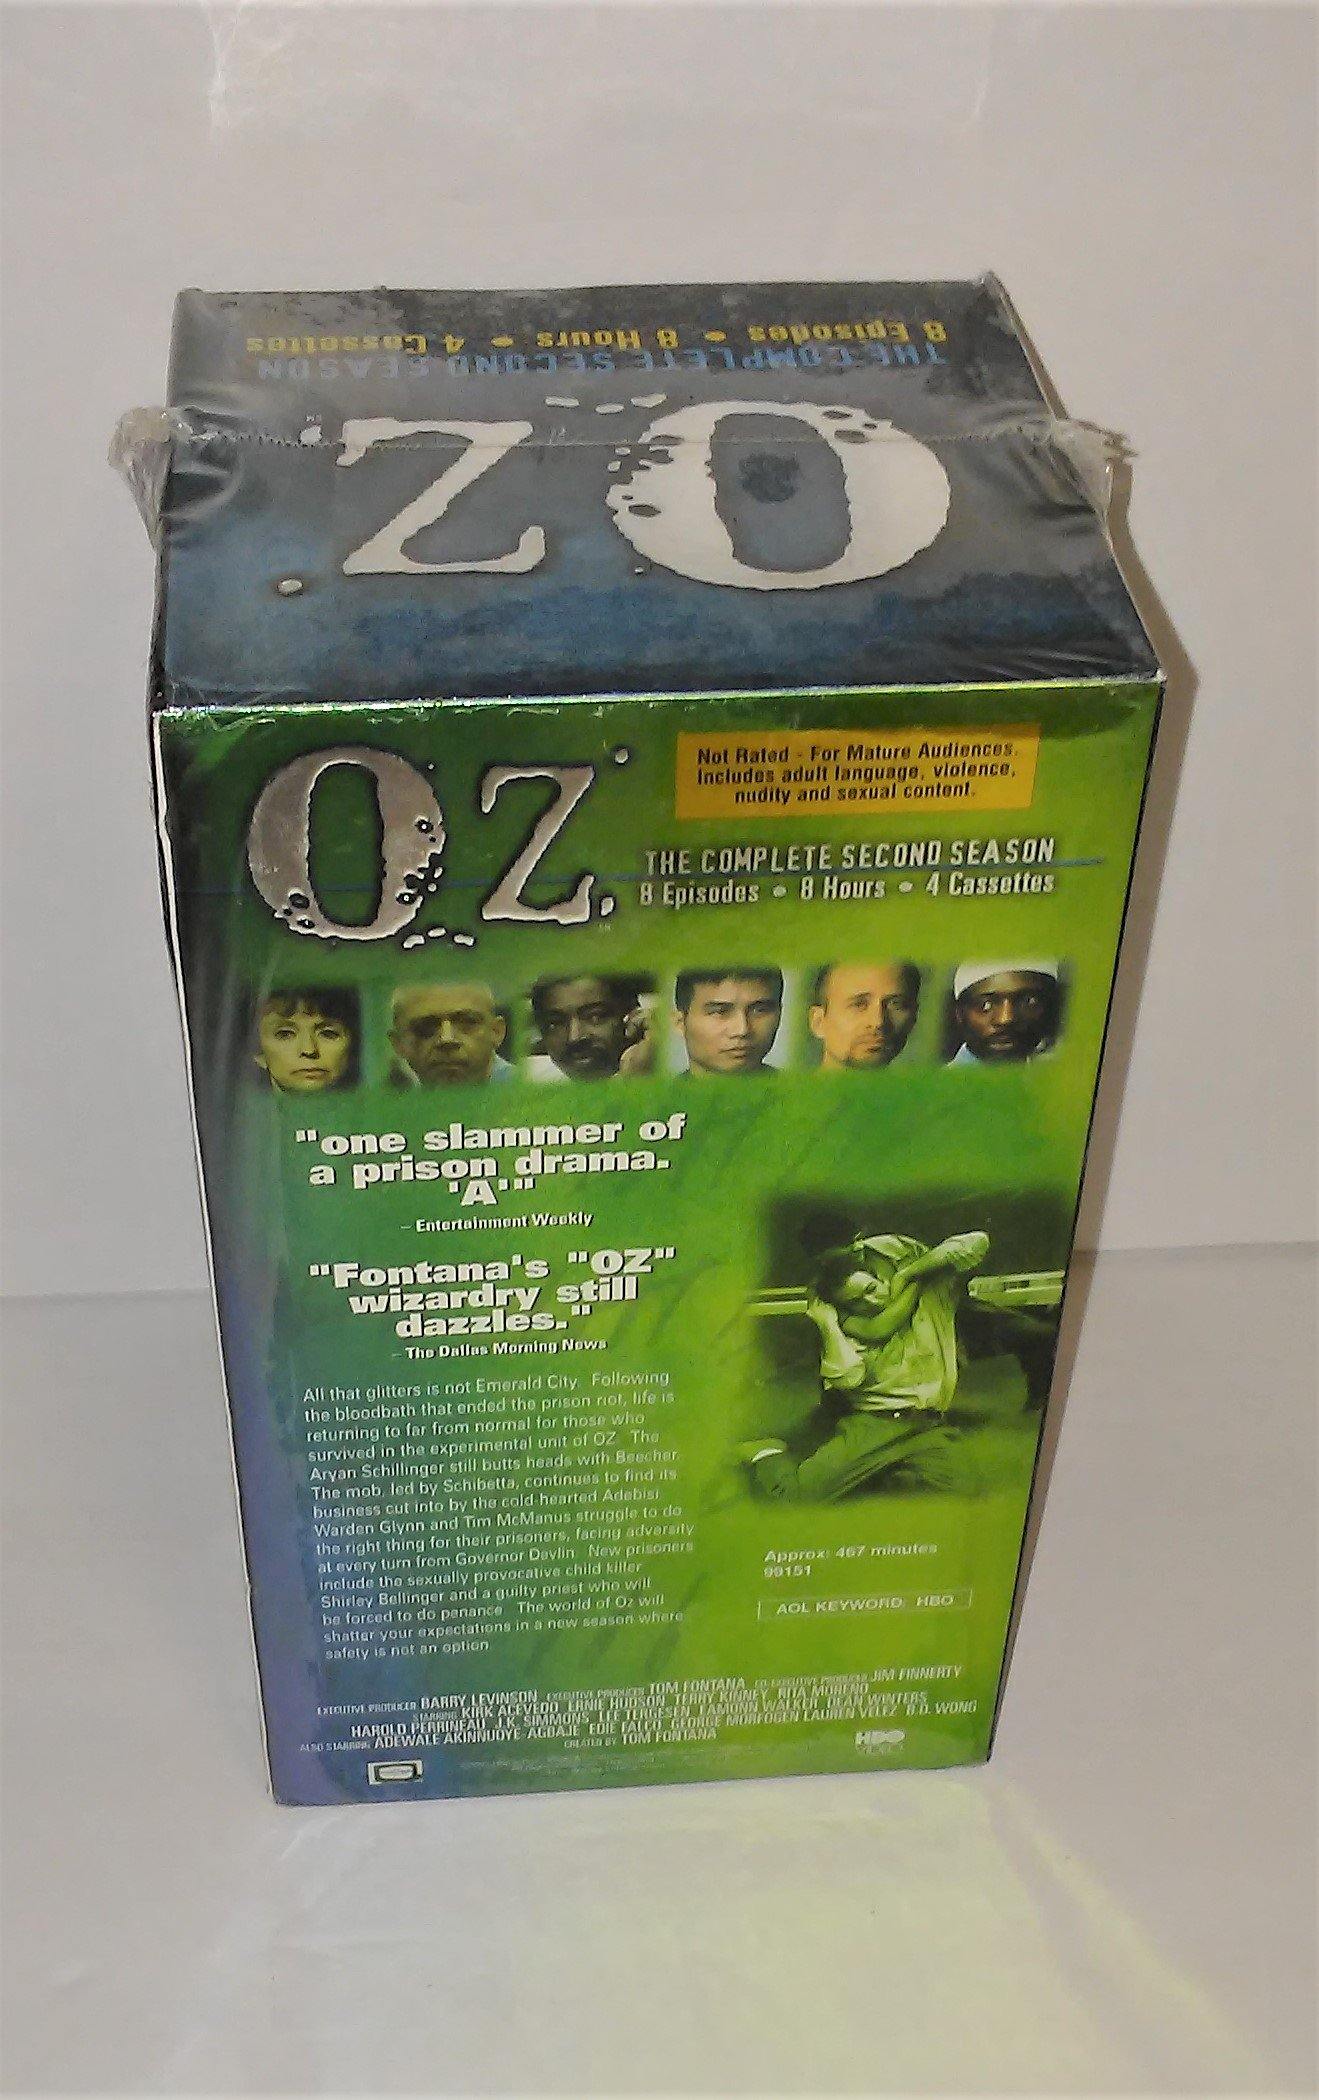 8 Episodes • 8 Hours • 4 Cassettes
THE COMPLETE SECOND SEASON
OZ.
OZ.
Not Rated - For Mature Audiences.
Includes adult language, violence,
nudity and sexual content.
THE COMPLETE SECOND SEASON
8 Episodes • 8 Hours • 4 Cassettes
"one slammer of
a prison drama.
'A'"
– Entertainment Weekly
"Fontana's "OZ"
wizardry still
dazzles."
– The Dallas Morning News
All that glitters is not Emerald City. Following
the bloodbath that ended the prison riot, life is
returning to far from normal for those who
survived in the experimental unit of OZ. The
Aryan Schillinger still butts heads with Beecher.
The mob, led by Schibetta, continues to find its
business cut into by the cold-hearted Adebisi.
Warden Glynn and Tim McManus struggle to do
the right thing for their prisoners, facing adversity
at every turn from Governor Devlin. New prisoners
include the sexually provocative child killer
Shirley Bellinger and a guilty priest who will
be forced to do penance. The world of Oz will
shatter your expectations in a new season where
safety is not an option.
Approx: 467 minutes
99151
AOL KEYWORD: HBO
EXECUTIVE PRODUCER BARRY LEVINSON EXECUTIVE PRODUCER TOM FONTANA CO-EXECUTIVE PRODUCER JIM FINNERTY
STARRING KIRK ACEVEDO ERNIE HUDSON TERRY KINNEY RITA MORENO
HAROLD PERRINEAU J.K. SIMMONS LEE TERGESEN EAMONN WALKER DEAN WINTERS
ALSO STARRING ADEWALE AKINNUOYE-AGBAJE EDIE FALCO GEORGE MORFOGEN LAUREN VELEZ B.D. WONG
CREATED BY TOM FONTANA
HBO
VIDEO